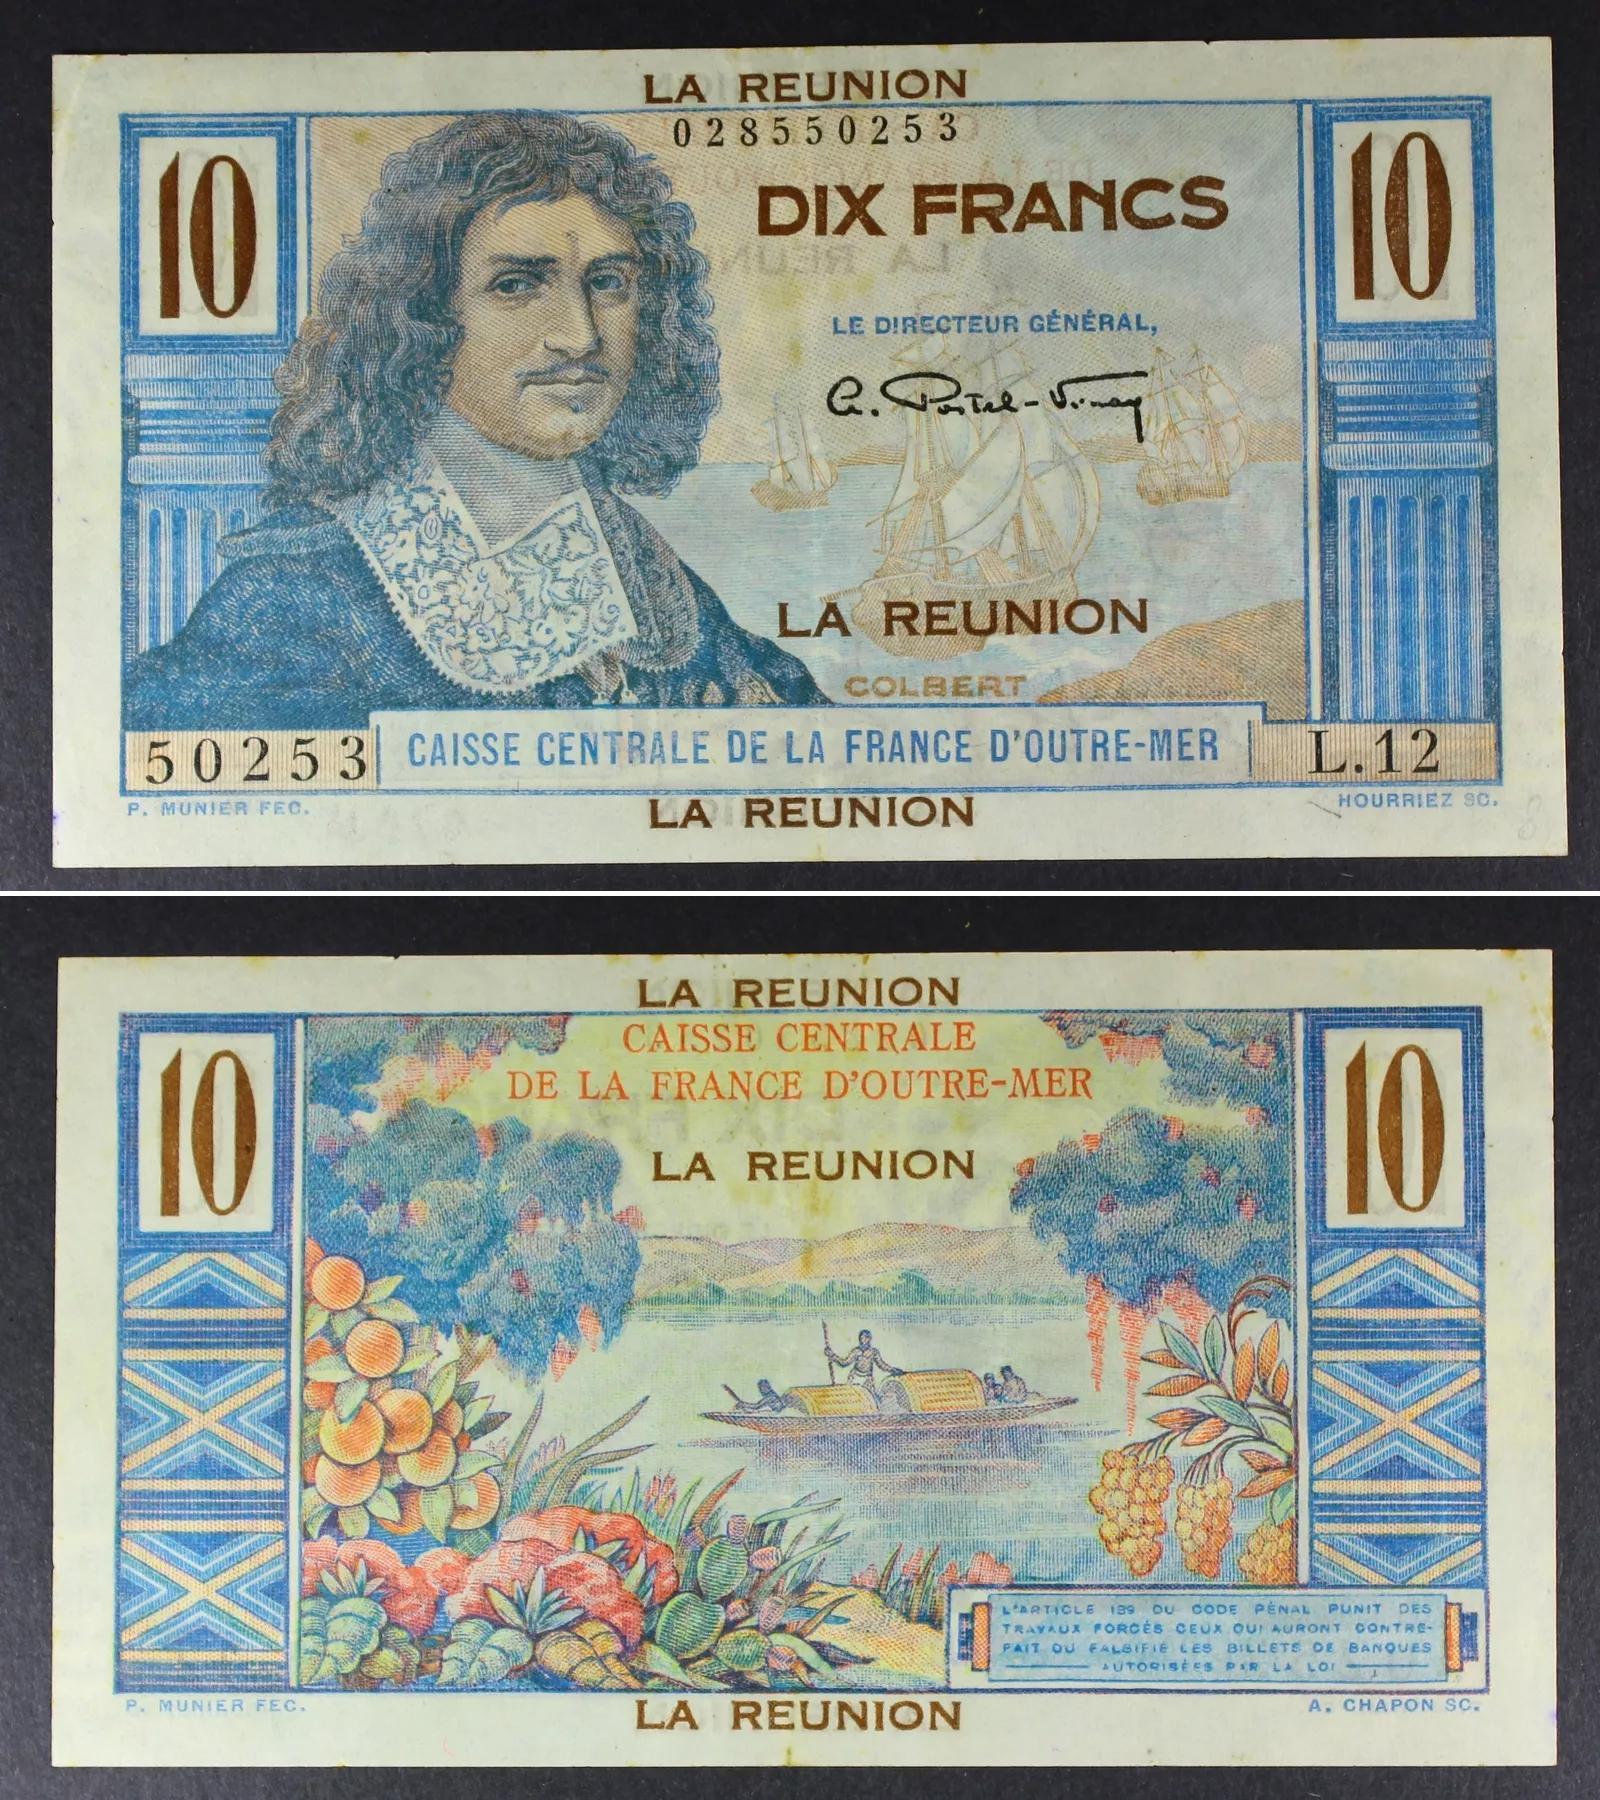 LA REUNION
028550253
10
DIX FRANCS
10
LE DIRECTEUR GÉNÉRAL,
A. Postel-Vinay
LA REUNION
COLBERT
50253
CAISSE CENTRALE DE LA FRANCE D'OUTRE-MER
L.12
P. MUNIER FEC.
LA REUNION
HOURRIEZ SC.
LA REUNION
CAISSE CENTRALE
DE LA FRANCE D'OUTRE-MER
10
LA REUNION
10
L'ARTICLE 139 DU CODE PÉNAL PUNIT DES
TRAVAUX FORCÉS CEUX QUI AURONT CONTRE-
FAIT OU FALSIFIÉ LES BILLETS DE BANQUES
AUTORISÉES PAR LA LOI
P. MUNIER FEC.
LA REUNION
A. CHAPON SC.